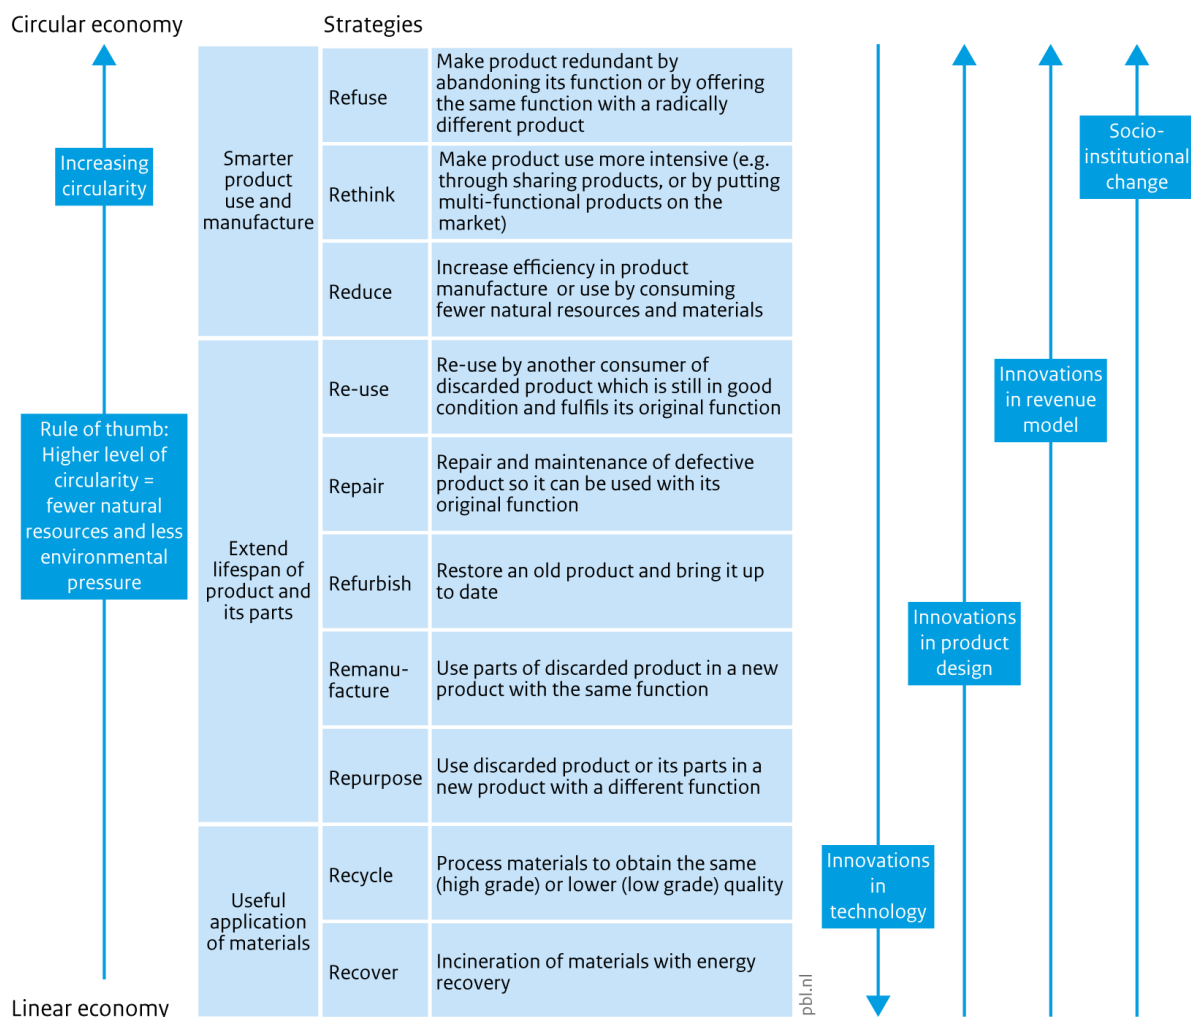 Circular economy
Strategies
Increasing
circularity
Rule of thumb:
Higher level of
circularity =
fewer natural
resources and less
environmental
pressure
Linear economy
Smarter
product
use and
manufacture
Refuse
Make product redundant by
abandoning its function or by offering
the same function with a radically
different product
Rethink
Make product use more intensive (e.g.
through sharing products, or by putting
multi-functional products on the
market)
Reduce
Increase efficiency in product
manufacture or use by consuming
fewer natural resources and materials
Extend
lifespan of
product and
its parts
Re-use
Re-use by another consumer of
discarded product which is still in good
condition and fulfils its original function
Repair
Repair and maintenance of defective
product so it can be used with its
original function
Refurbish
Restore an old product and bring it up
to date
Remanu-
facture
Use parts of discarded product in a new
product with the same function
Repurpose
Use discarded product or its parts in a
new product with a different function
Useful
application
of materials
Recycle
Process materials to obtain the same
(high grade) or lower (low grade) quality
Recover
Incineration of materials with energy
recovery
pbl.nl
Innovations
in
technology
Innovations
in product
design
Innovations
in revenue
model
Socio-
institutional
change